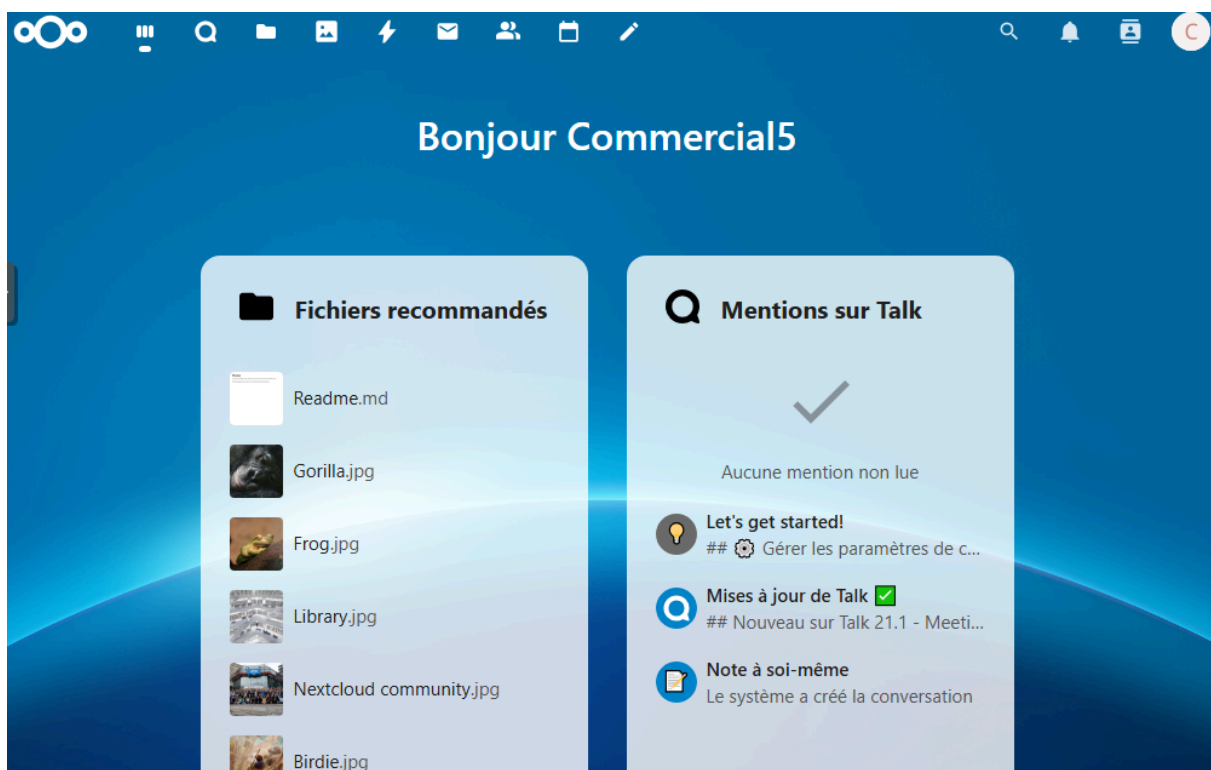 C
Bonjour Commercial5
Fichiers recommandés
Readme.md
Gorilla.jpg
Frog.jpg
Library.jpg
Nextcloud community.jpg
Birdie.jpg
Mentions sur Talk
Aucune mention non lue
Let's get started!
## ⚙️ Gérer les paramètres de c...
Mises à jour de Talk ✅
## Nouveau sur Talk 21.1 - Meeti...
Note à soi-même
Le système a créé la conversation